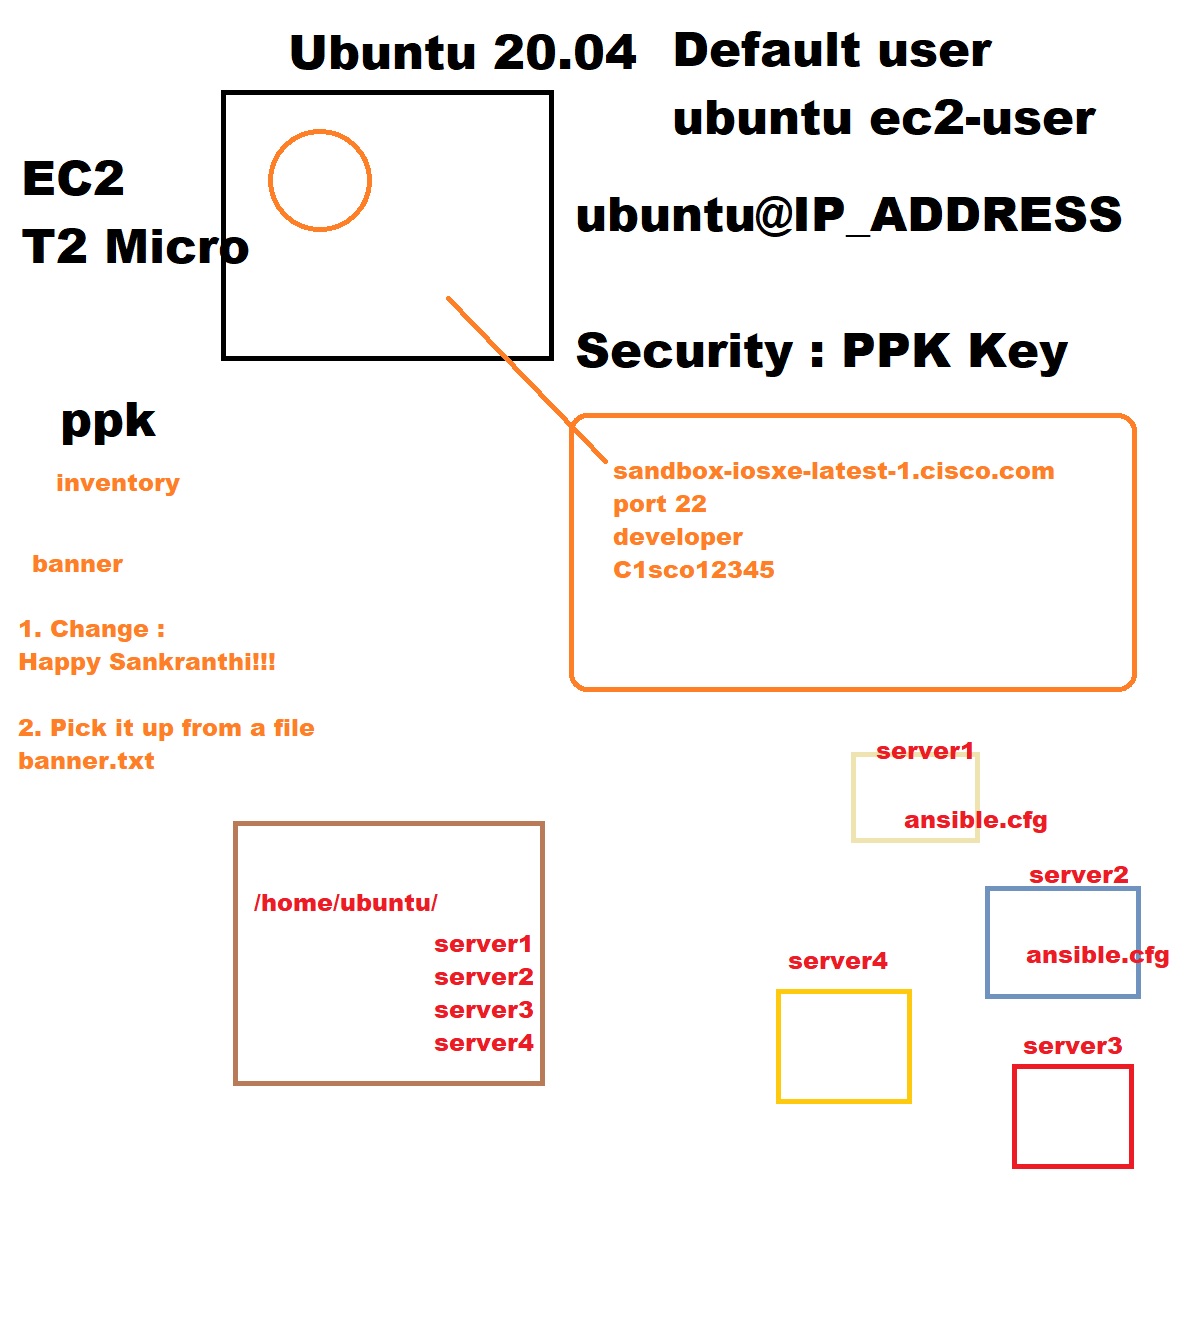 Ubuntu 20.04
Default user
ubuntu ec2-user
EC2
T2 Micro
ubuntu@IP_ADDRESS
Security : PPK Key
ppk
inventory
sandbox-iosxe-latest-1.cisco.com
port 22
developer
C1sco12345
banner
1. Change :
Happy Sankranthi!!!
2. Pick it up from a file
banner.txt
server1
ansible.cfg
server2
ansible.cfg
/home/ubuntu/
server1
server2
server3
server4
server4
server3